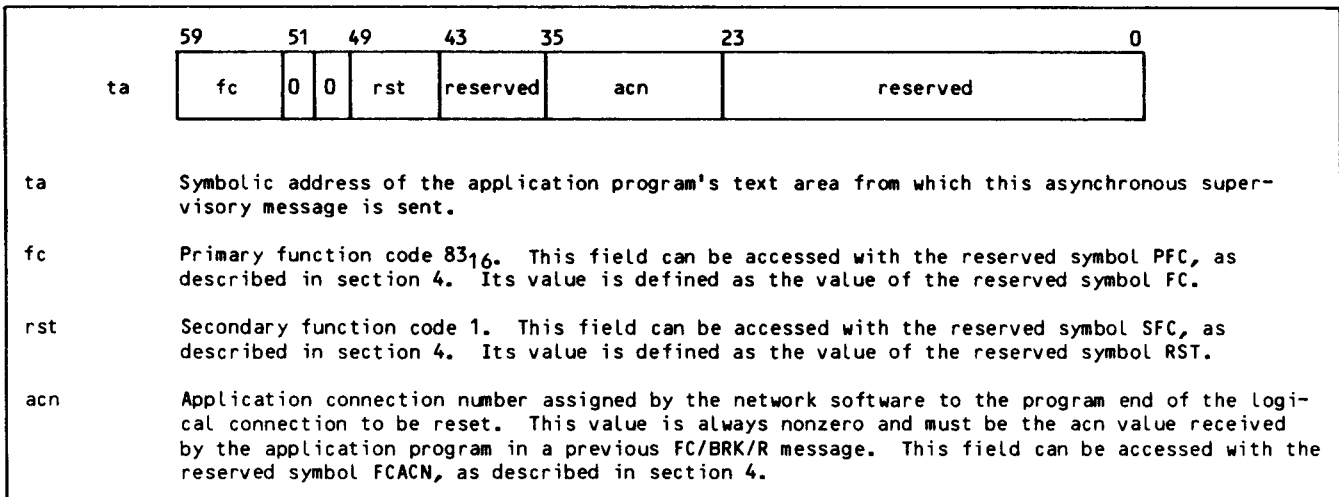 59 51 49 43 35 23 0
ta fc 0 0 rst reserved acn reserved
ta Symbolic address of the application program's text area from which this asynchronous super-
visory message is sent.
fc Primary function code 83₁₆. This field can be accessed with the reserved symbol PFC, as
described in section 4. Its value is defined as the value of the reserved symbol FC.
rst Secondary function code 1. This field can be accessed with the reserved symbol SFC, as
described in section 4. Its value is defined as the value of the reserved symbol RST.
acn Application connection number assigned by the network software to the program end of the logi-
cal connection to be reset. This value is always nonzero and must be the acn value received
by the application program in a previous FC/BRK/R message. This field can be accessed with the
reserved symbol FCACN, as described in section 4.